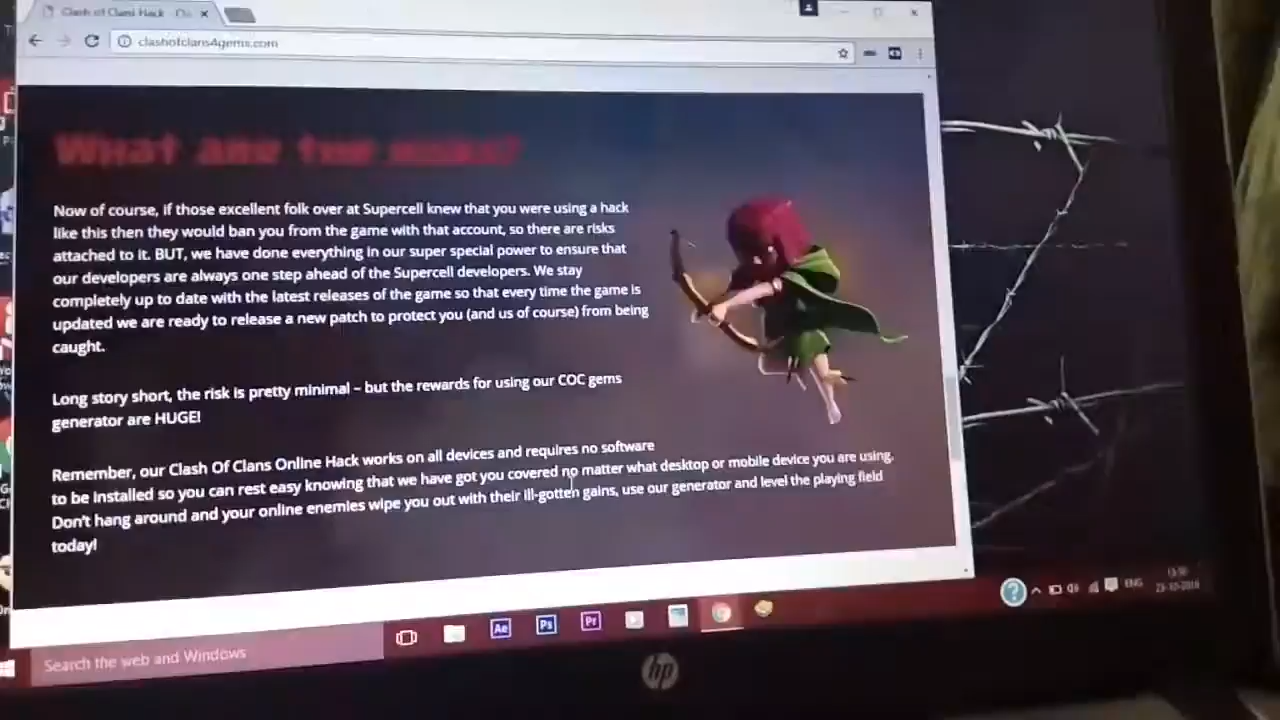 Clash of Clans Hack - Cla
clashofclans4gems.com
What are the risks?
Now of course, if those excellent folk over at Supercell knew that you were using a hack
like this then they would ban you from the game with that account, so there are risks
attached to it. BUT, we have done everything in our super special power to ensure that
our developers are always one step ahead of the Supercell developers. We stay
completely up to date with the latest releases of the game so that every time the game is
updated we are ready to release a new patch to protect you (and us of course) from being
caught.
Long story short, the risk is pretty minimal – but the rewards for using our COC gems
generator are HUGE!
Remember, our Clash Of Clans Online Hack works on all devices and requires no software
to be installed so you can rest easy knowing that we have got you covered no matter what desktop or mobile device you are using.
Don't hang around and your online enemies wipe you out with their ill-gotten gains, use our generator and level the playing field
today!
Search the web and Windows
Ae
Ps
Pr
ENG
hp